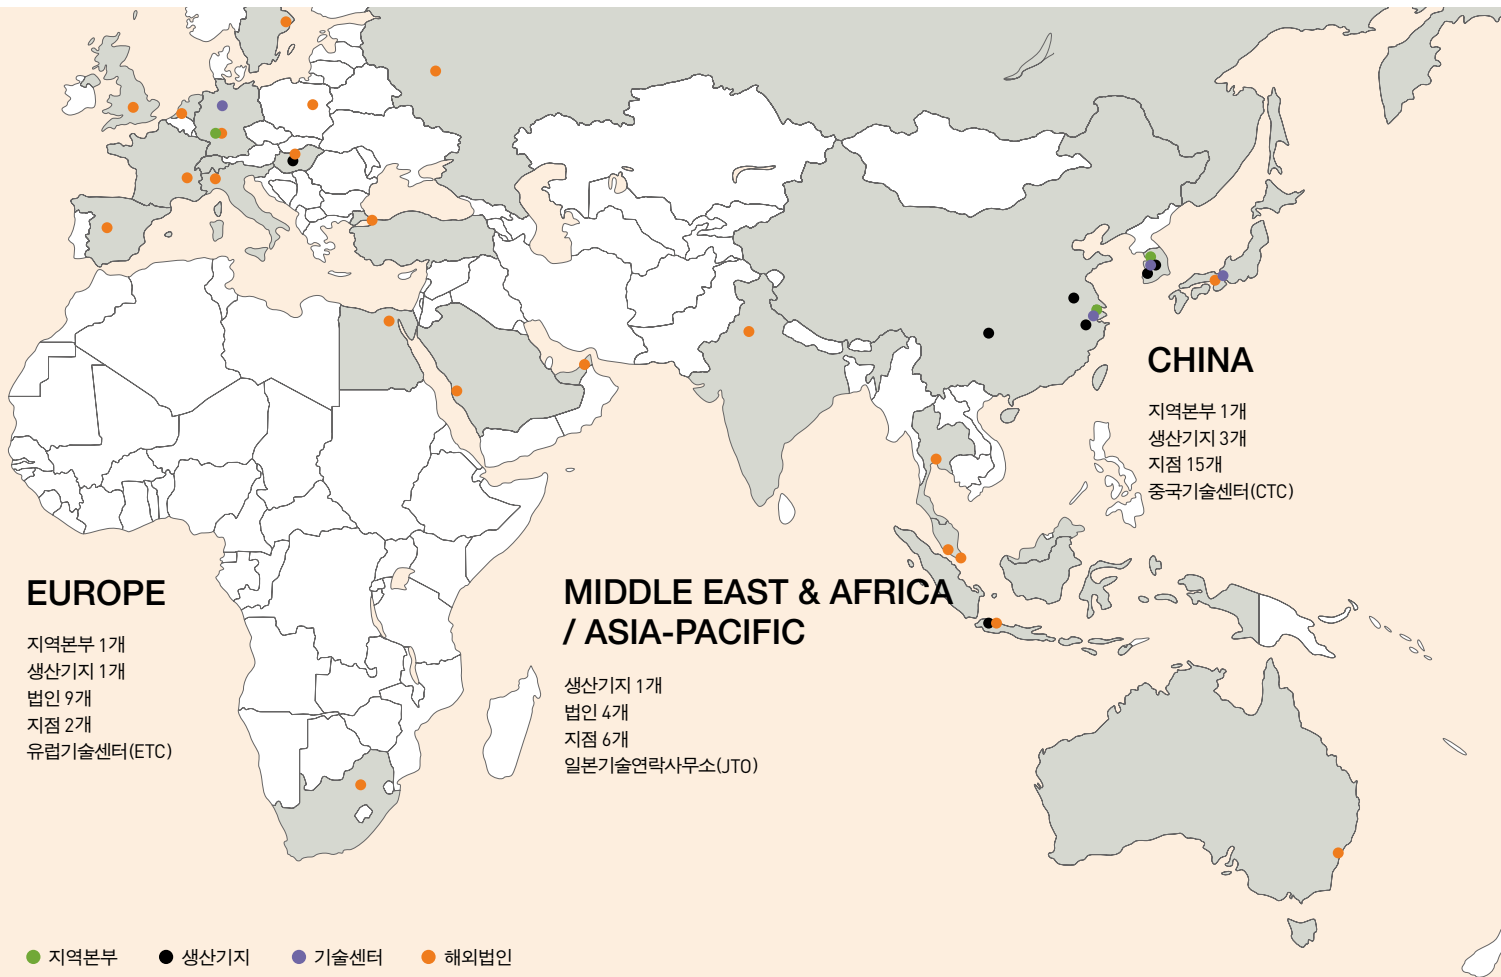 CHINA
지역본부 1개
생산기지 3개
지점 15개
중국기술센터(CTC)
EUROPE
지역본부 1개
생산기지 1개
법인 9개
지점 2개
유럽기술센터(ETC)
MIDDLE EAST & AFRICA
/ ASIA-PACIFIC
생산기지 1개
법인 4개
지점 6개
일본기술연락사무소(JTO)
지역본부 생산기지 기술센터 해외법인